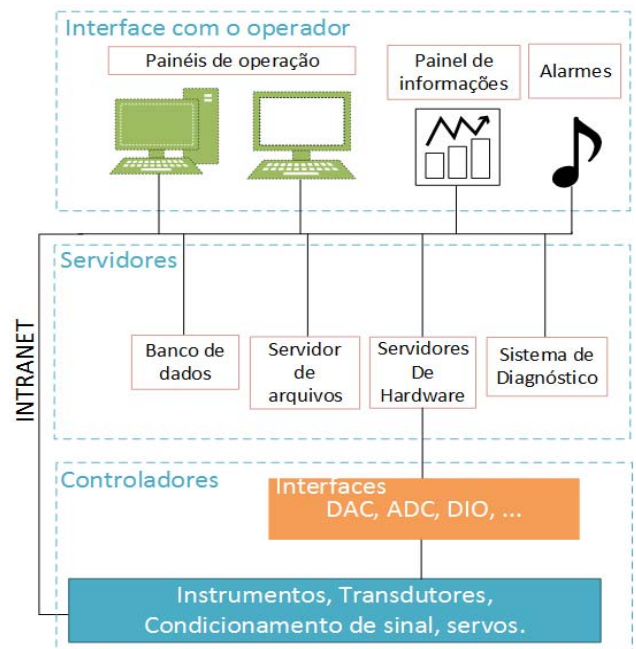 Interface com o operador
Painéis de operação
Painel de
informações
Alarmes
INTRANET
Servidores
Banco de
dados
Servidor
de
arquivos
Servidores
De
Hardware
Sistema de
Diagnóstico
Controladores
Interfaces
DAC, ADC, DIO, ...
Instrumentos, Transdutores,
Condicionamento de sinal, servos.